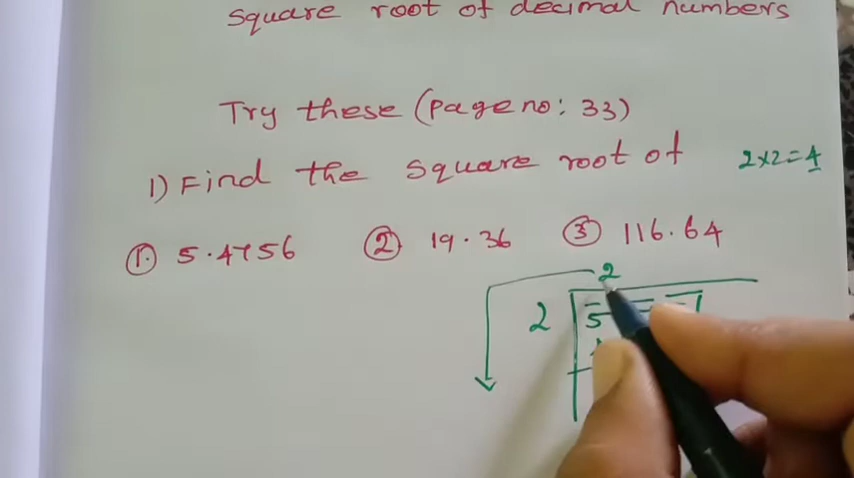 square root of decimal numbers
Try these (page no: 33)
1) Find the square root of 2×2=4
①. 5.4756 ② 19.36 ③ 116.64
2
2 5